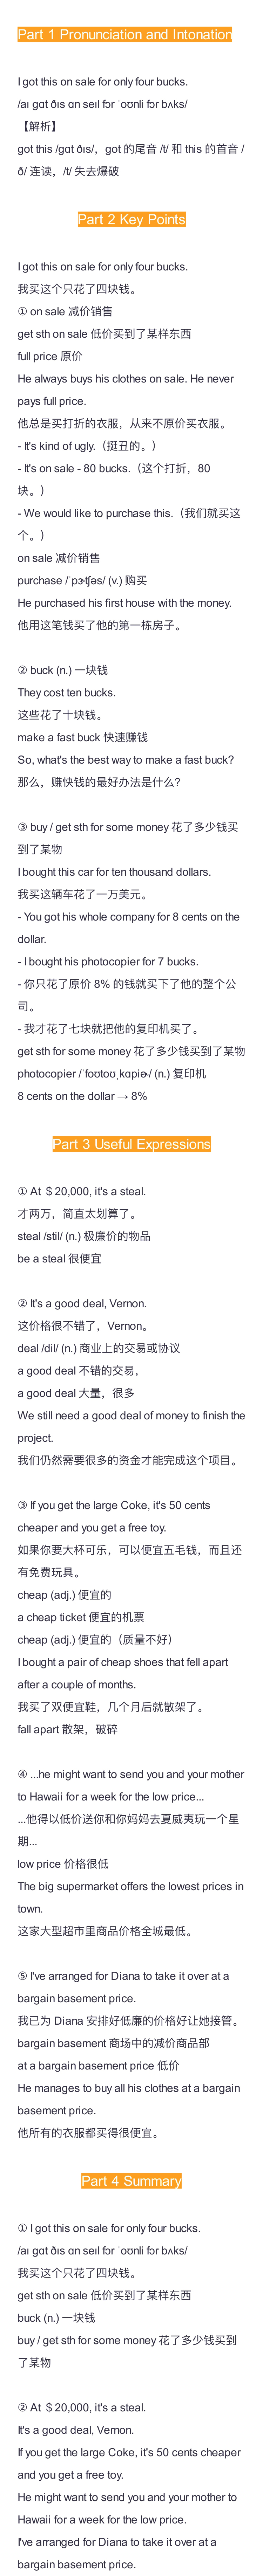 Part 1 Pronunciation and Intonation
I got this on sale for only four bucks.
/aɪ ɡɑt ðɪs ɑn seɪl fɔr ˈoʊnli fɔr bʌks/
【解析】
got this /ɡɑt ðɪs/，got 的尾音 /t/ 和 this 的首音 /
ð/ 连读，/t/ 失去爆破
Part 2 Key Points
I got this on sale for only four bucks.
我买这个只花了四块钱。
① on sale 减价销售
get sth on sale 低价买到了某样东西
full price 原价
He always buys his clothes on sale. He never
pays full price.
他总是买打折的衣服，从来不原价买衣服。
- It's kind of ugly.（挺丑的。）
- It's on sale - 80 bucks.（这个打折，80
块。）
- We would like to purchase this.（我们就买这
个。）
on sale 减价销售
purchase /ˈpɝtʃəs/ (v.) 购买
He purchased his first house with the money.
他用这笔钱买了他的第一栋房子。
② buck (n.) 一块钱
They cost ten bucks.
这些花了十块钱。
make a fast buck 快速赚钱
So, what's the best way to make a fast buck?
那么，赚快钱的最好办法是什么?
③ buy / get sth for some money 花了多少钱买
到了某物
I bought this car for ten thousand dollars.
我买这辆车花了一万美元。
- You got his whole company for 8 cents on the
dollar.
- I bought his photocopier for 7 bucks.
- 你只花了原价 8% 的钱就买下了他的整个公
司。
- 我才花了七块就把他的复印机买了。
get sth for some money 花了多少钱买到了某物
photocopier /ˈfoʊtoʊˌkɑpiɚ/ (n.) 复印机
8 cents on the dollar → 8%
Part 3 Useful Expressions
① At ＄20,000, it's a steal.
才两万，简直太划算了。
steal /stil/ (n.) 极廉价的物品
be a steal 很便宜
② It's a good deal, Vernon.
这价格很不错了，Vernon。
deal /dil/ (n.) 商业上的交易或协议
a good deal 不错的交易，
a good deal 大量，很多
We still need a good deal of money to finish the
project.
我们仍然需要很多的资金才能完成这个项目。
③ If you get the large Coke, it's 50 cents
cheaper and you get a free toy.
如果你要大杯可乐，可以便宜五毛钱，而且还
有免费玩具。
cheap (adj.) 便宜的
a cheap ticket 便宜的机票
cheap (adj.) 便宜的（质量不好）
I bought a pair of cheap shoes that fell apart
after a couple of months.
我买了双便宜鞋，几个月后就散架了。
fall apart 散架，破碎
④ ...he might want to send you and your mother
to Hawaii for a week for the low price...
...他得以低价送你和你妈妈去夏威夷玩一个星
期...
low price 价格很低
The big supermarket offers the lowest prices in
town.
这家大型超市里商品价格全城最低。
⑤ I've arranged for Diana to take it over at a
bargain basement price.
我已为 Diana 安排好低廉的价格好让她接管。
bargain basement 商场中的减价商品部
at a bargain basement price 低价
He manages to buy all his clothes at a bargain
basement price.
他所有的衣服都买得很便宜。
Part 4 Summary
① I got this on sale for only four bucks.
/aɪ ɡɑt ðɪs ɑn seɪl fɔr ˈoʊnli fɔr bʌks/
我买这个只花了四块钱。
get sth on sale 低价买到了某样东西
buck (n.) 一块钱
buy / get sth for some money 花了多少钱买到
了某物
② At ＄20,000, it's a steal.
It's a good deal, Vernon.
If you get the large Coke, it's 50 cents cheaper
and you get a free toy.
He might want to send you and your mother to
Hawaii for a week for the low price.
I've arranged for Diana to take it over at a
bargain basement price.